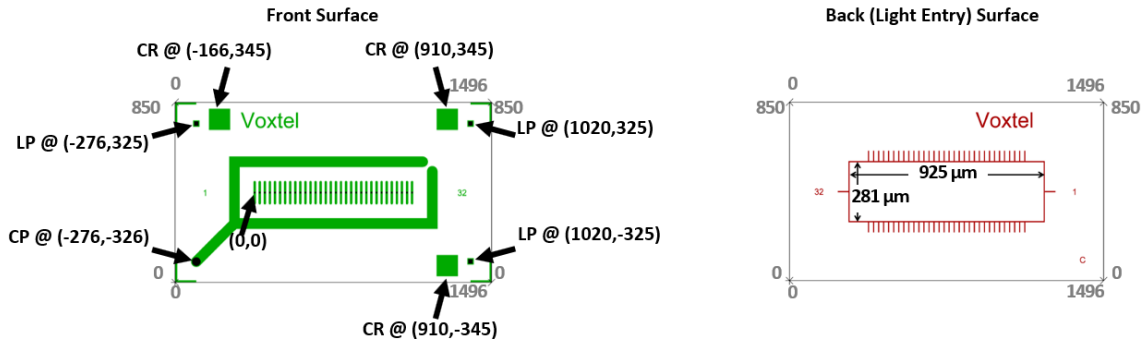 Front Surface
CR @ (-166,345)
CR @ (910,345)
0
1496
850
850
LP @ (-276,325)
Voxtel
LP @ (1020,325)
1
32
CP @ (-276,-326)
(0,0)
LP @ (1020,-325)
0
0
0
1496
CR @ (910,-345)
Back (Light Entry) Surface
0
1496
850
850
Voxtel
925 µm
32
281 µm
1
C
0
0
0
1496